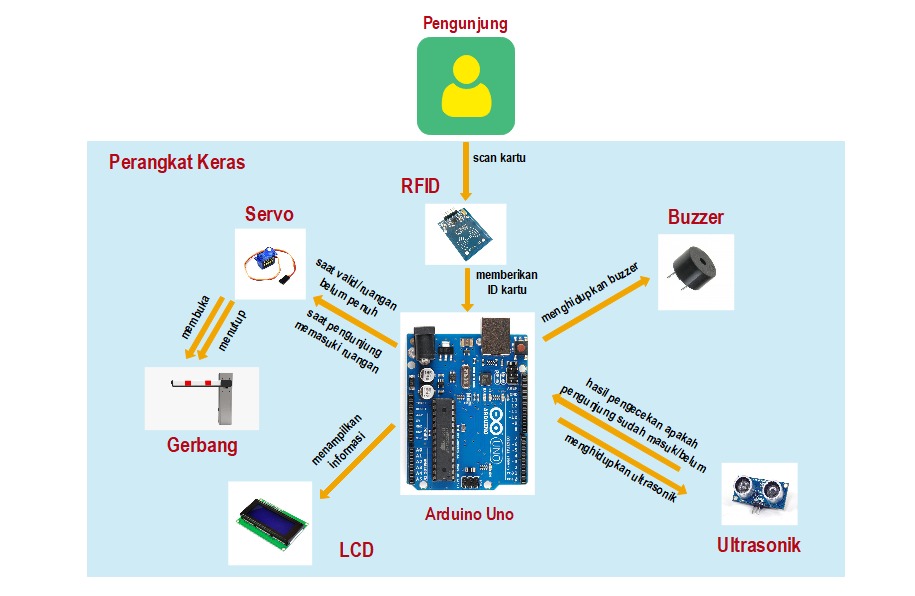 Pengunjung
Perangkat Keras
scan kartu
RFID
Servo
Buzzer
memberikan
ID kartu
saat valid/ruangan
belum penuh
saat pengunjung
memasuki ruangan
menghidupkan buzzer
membuka
menutup
Gerbang
menampilkan
informasi
hasil pengecekan apakah
pengunjung sudah masuk/belum
menghidupkan ultrasonik
UNO
ARDUINO
Arduino Uno
LCD
Ultrasonik